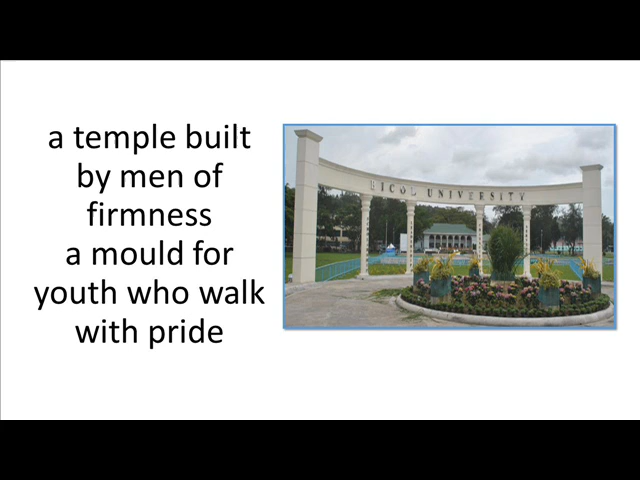 a temple built
by men of
firmness
a mould for
youth who walk
with pride
BICOL UNIVERSITY